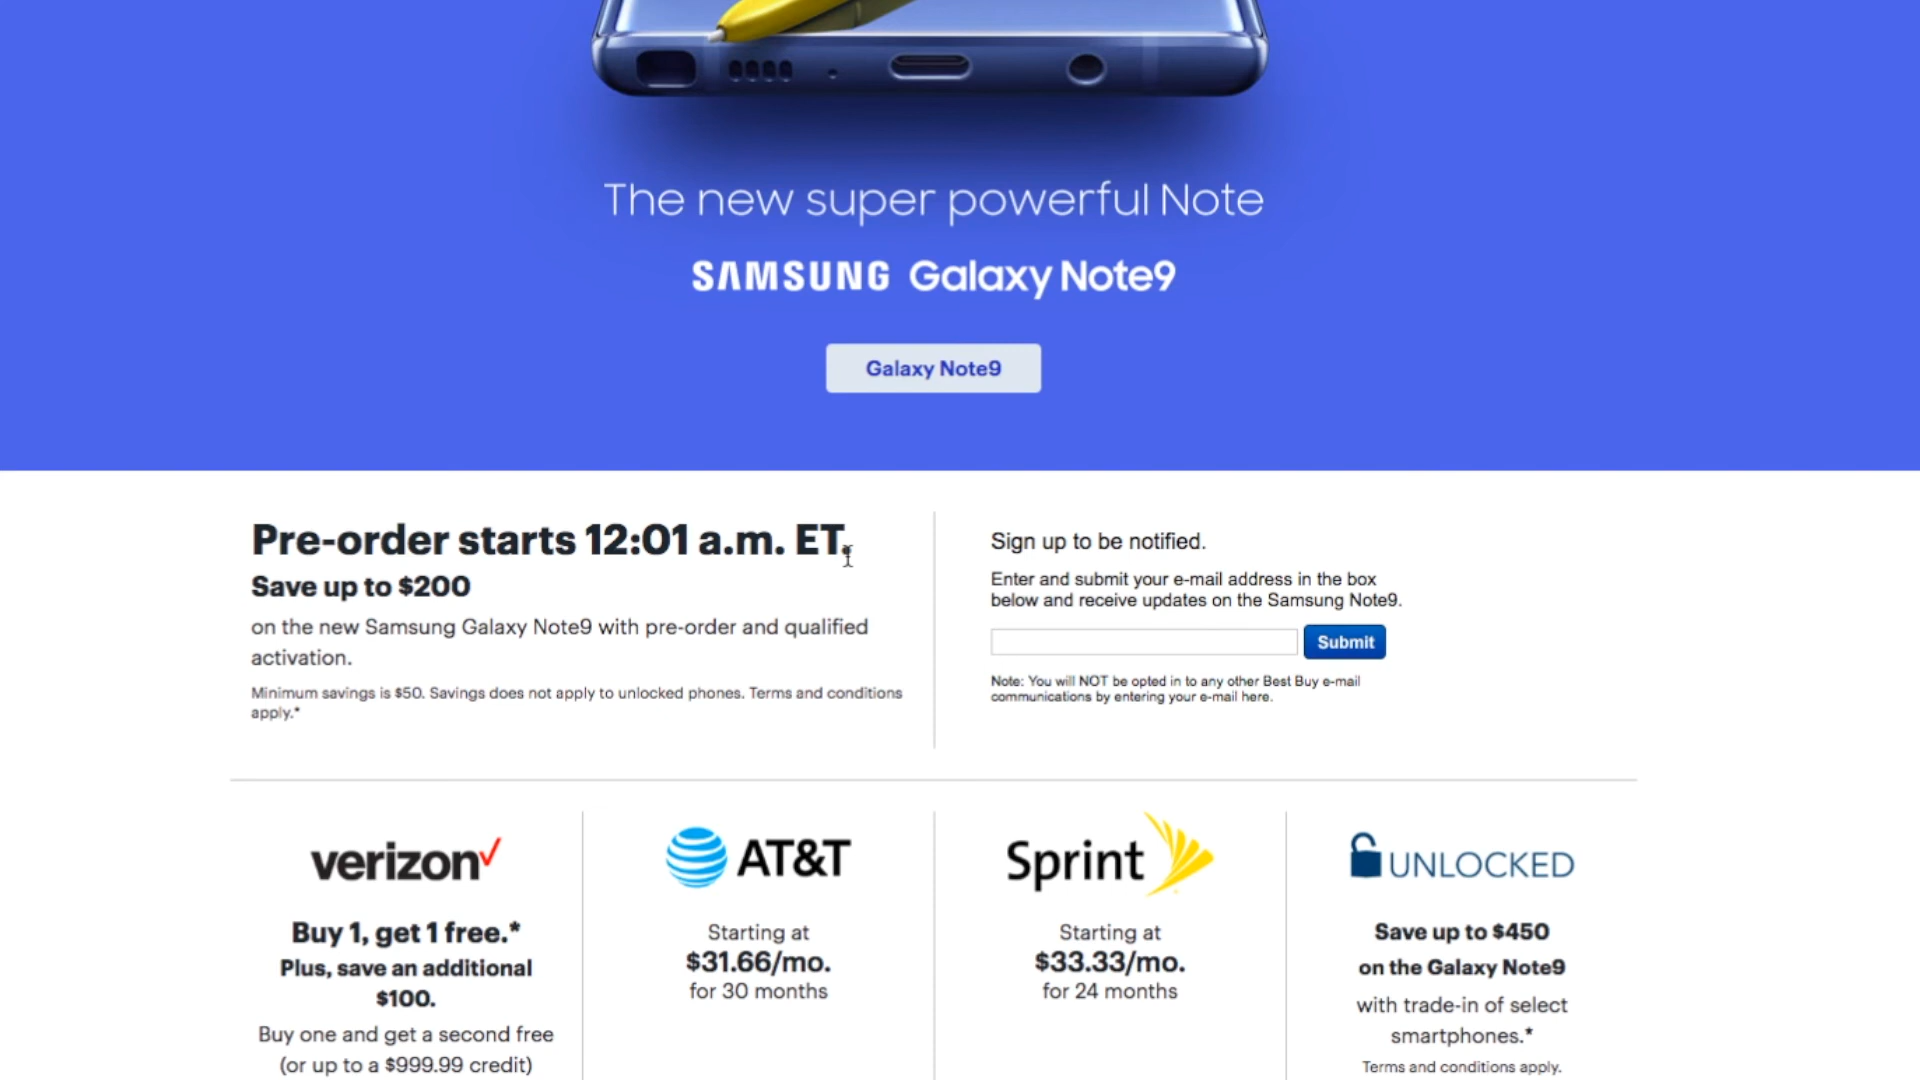 The new super powerful Note
SAMSUNG Galaxy Note9
Galaxy Note9
Pre-order starts 12:01 a.m. ET.
Save up to $200
on the new Samsung Galaxy Note9 with pre-order and qualified
activation.
Minimum savings is $50. Savings does not apply to unlocked phones. Terms and conditions
apply.*
Sign up to be notified.
Enter and submit your e-mail address in the box
below and receive updates on the Samsung Note9.
Submit
Note: You will NOT be opted in to any other Best Buy e-mail
communications by entering your e-mail here.
verizon
Buy 1, get 1 free.*
Plus, save an additional
$100.
Buy one and get a second free
(or up to a $999.99 credit)
AT&T
Starting at
$31.66/mo.
for 30 months
Sprint
Starting at
$33.33/mo.
for 24 months
UNLOCKED
Save up to $450
on the Galaxy Note9
with trade-in of select
smartphones.*
Terms and conditions apply.